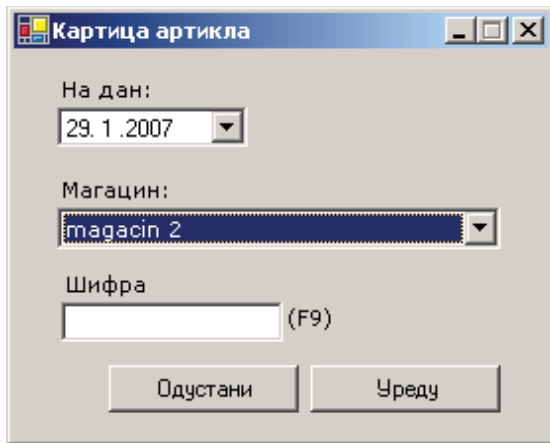 Картица артикла
На дан:
29. 1 .2007
Магацин:
magacin 2
Шифра
(F9)
Одустани Уреду